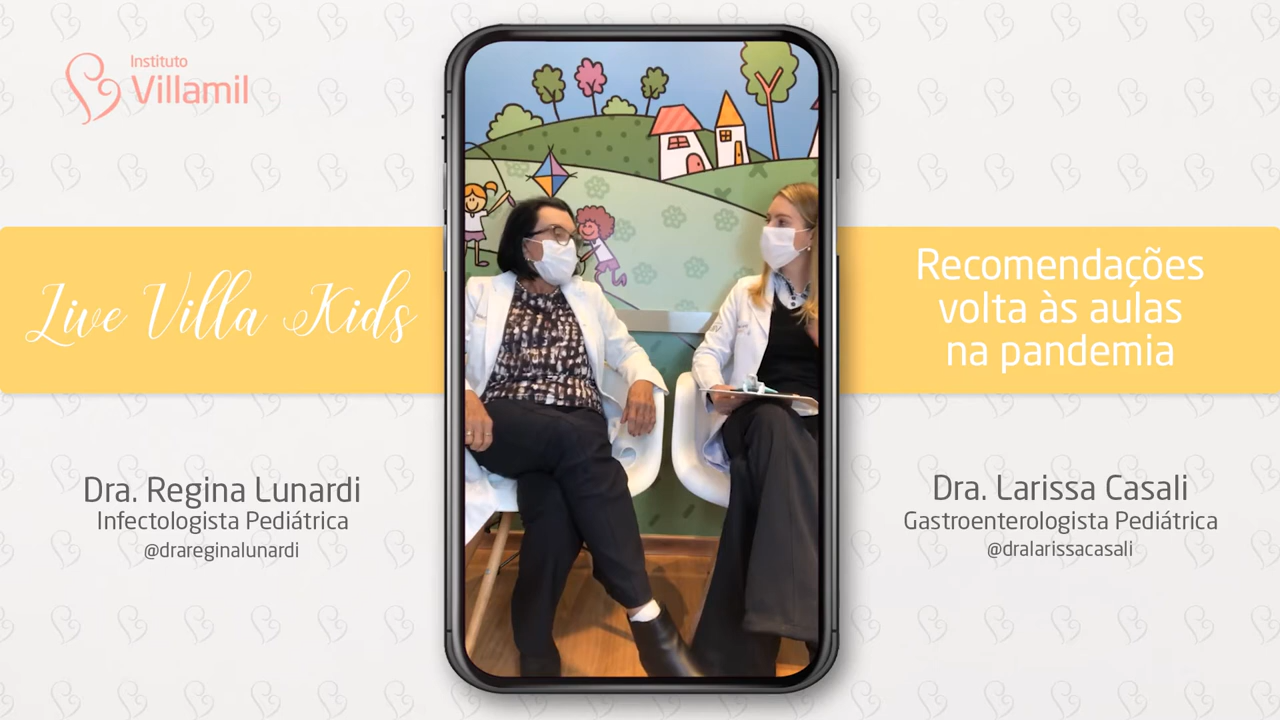 Instituto
Villamil
Live Villa Kids
Recomendações
volta às aulas
na pandemia
Dra. Regina Lunardi
Infectologista Pediátrica
@drareginalunardi
Dra. Larissa Casali
Gastroenterologista Pediátrica
@dralarissacasali